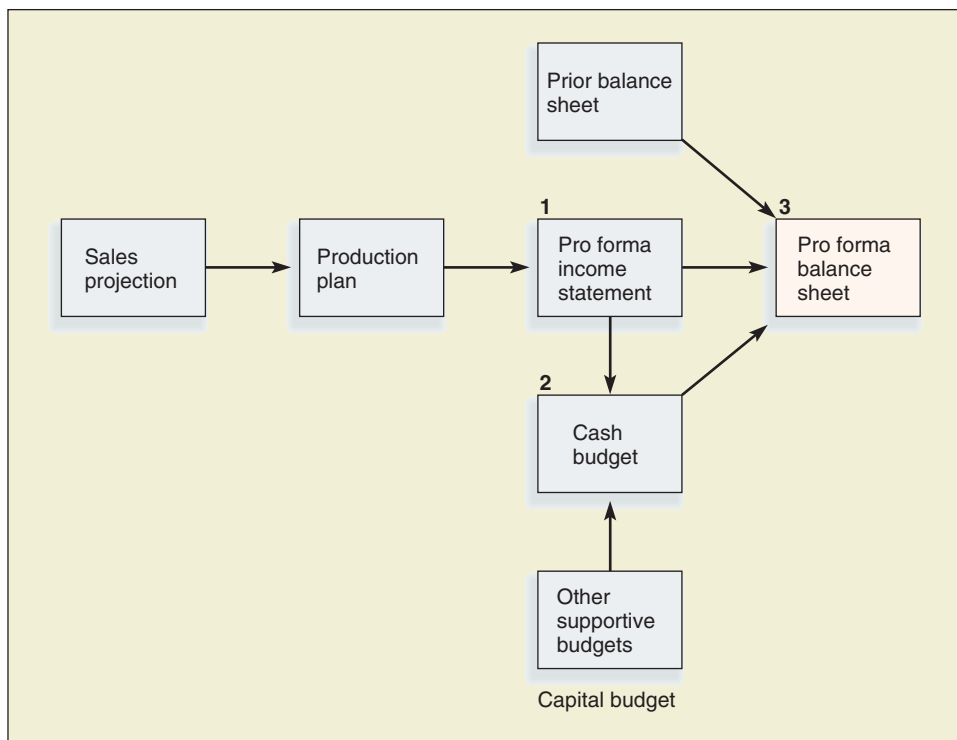 Prior balance
sheet
Sales
projection
Production
plan
1
Pro forma
income
statement
3
Pro forma
balance
sheet
2
Cash
budget
Other
supportive
budgets
Capital budget